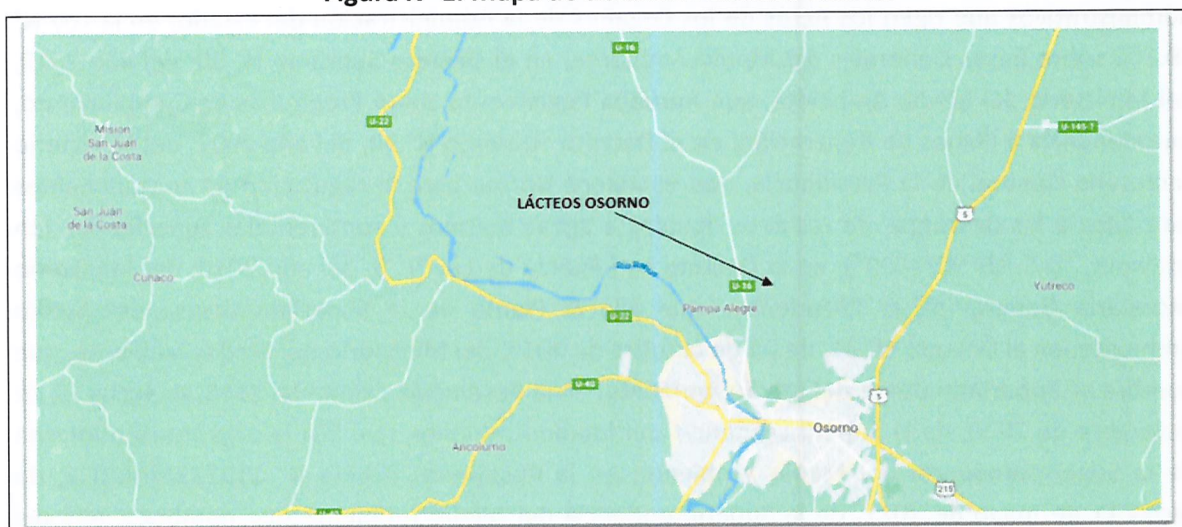 U-16
U-22
Misión
San Juan
de la Costa
U-145-T
LÁCTEOS OSORNO
San Juan
de la Costa
5
Cunaco
U-16
Yutreco
Pampa Alegre
U-22
U-40
5
Osorno
Ancolumo
215